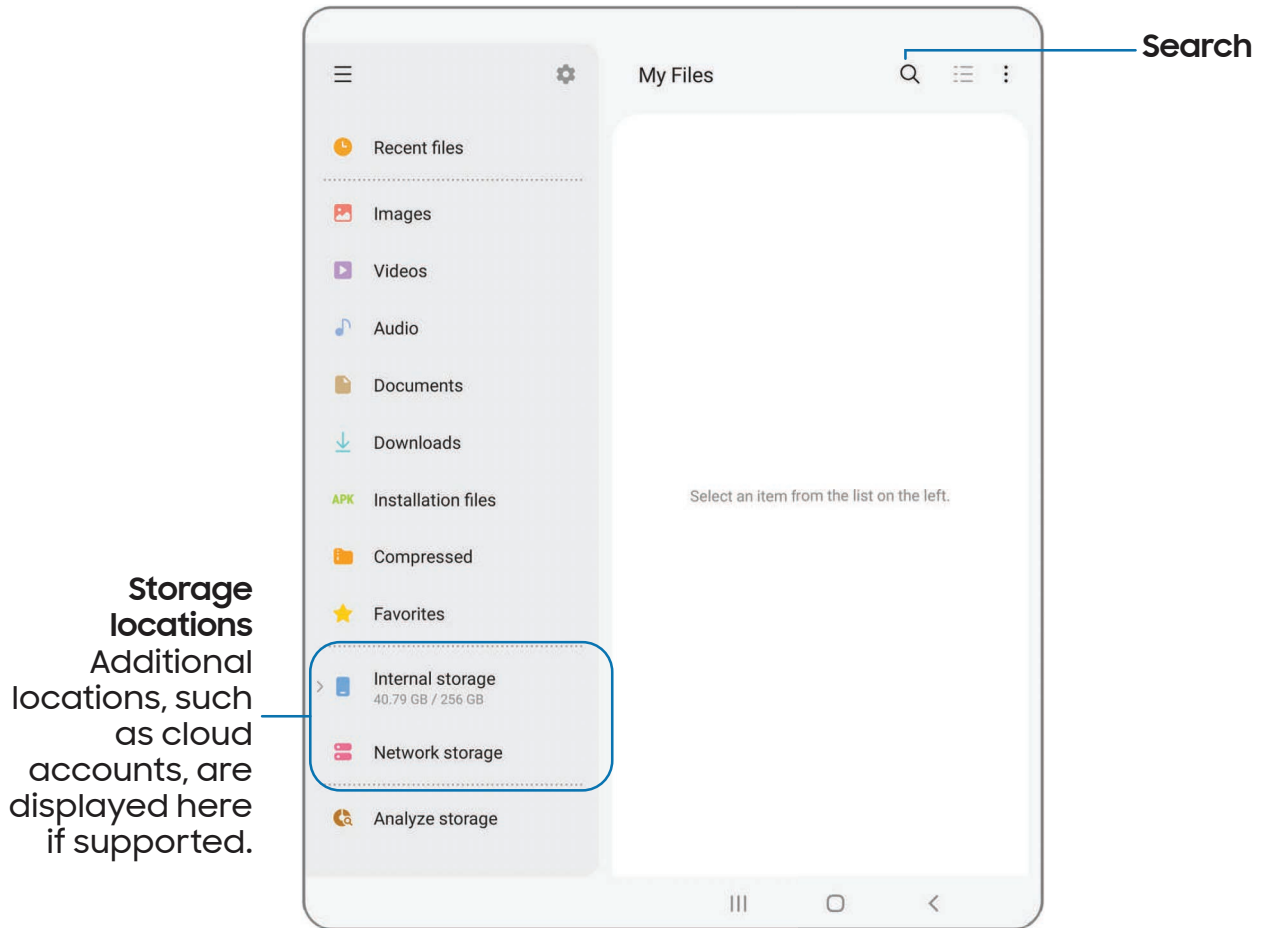 Search
My Files
Recent files
Images
Videos
Audio
Documents
Downloads
APK Installation files
Compressed
Favorites
Internal storage
40.79 GB / 256 GB
Network storage
Analyze storage
Select an item from the list on the left.
Storage
locations
Additional
locations, such
as cloud
accounts, are
displayed here
if supported.